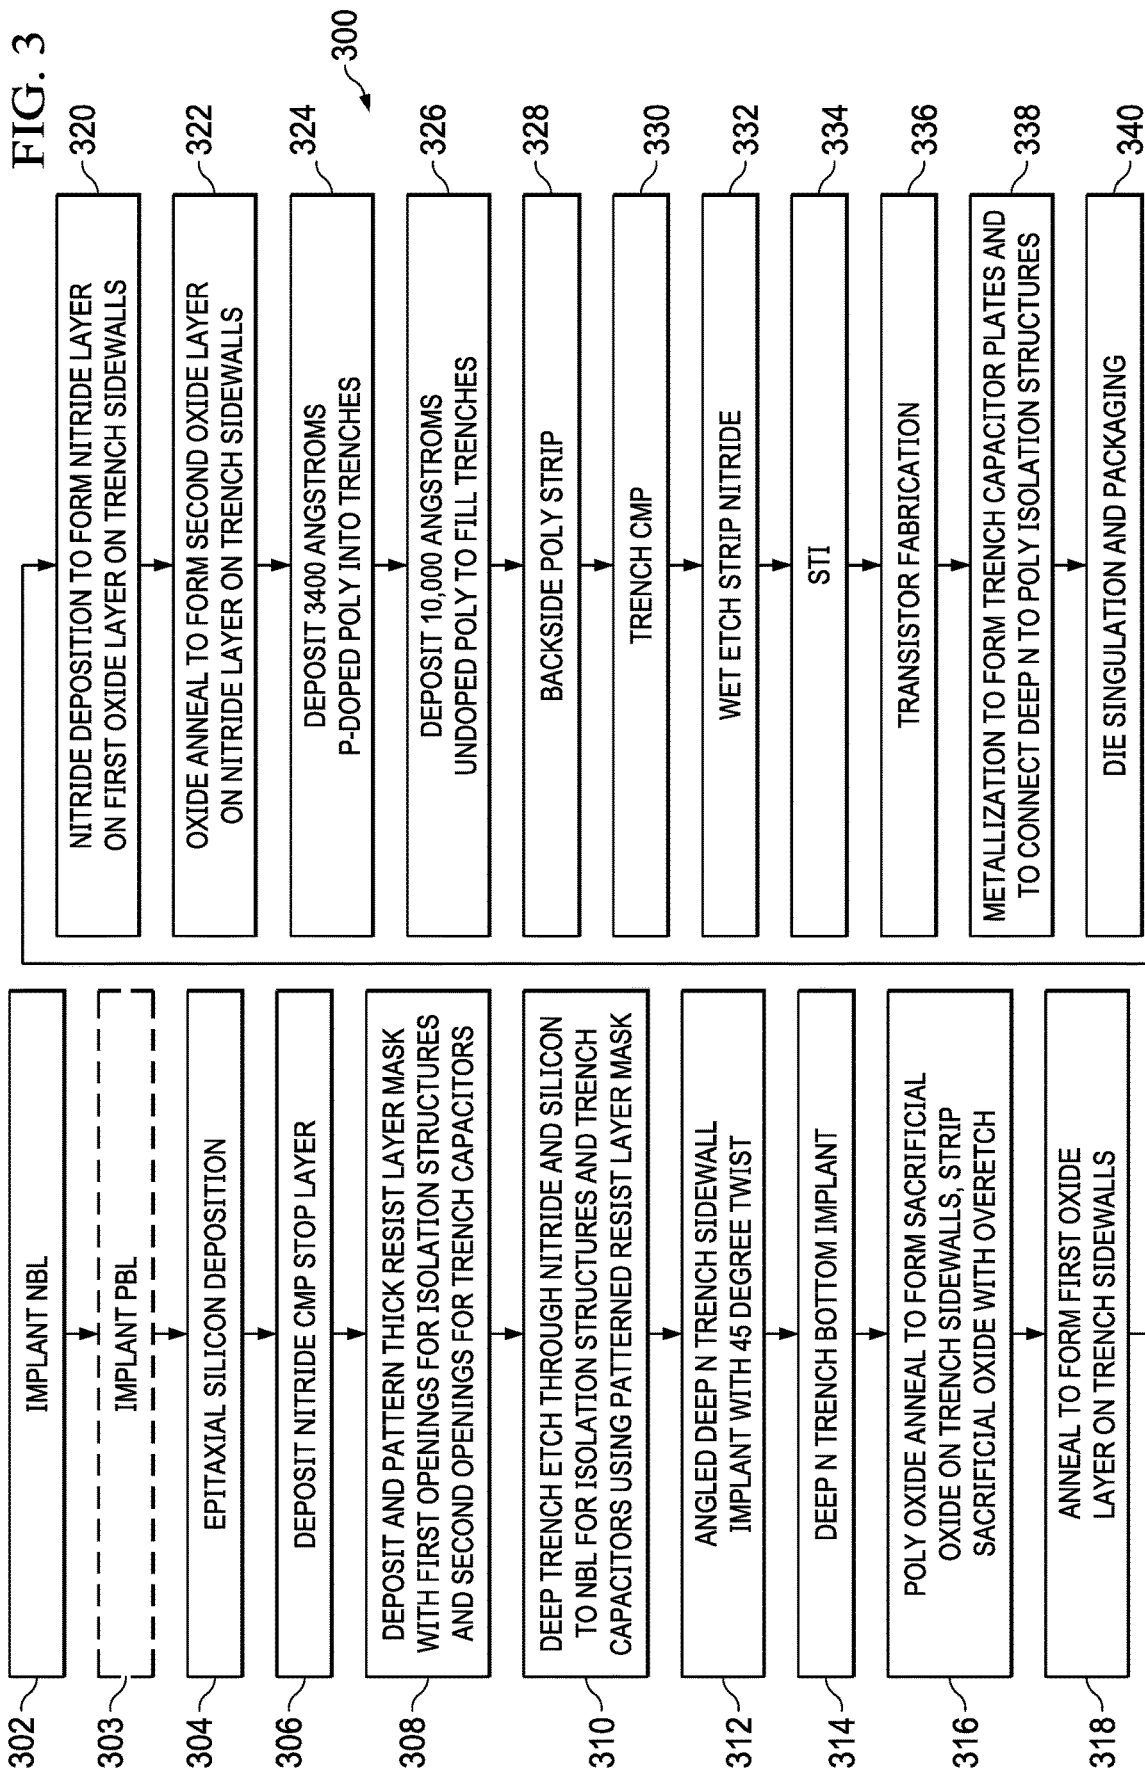 FIG. 3
300
302
IMPLANT NBL
303
IMPLANT PBL
304
EPITAXIAL SILICON DEPOSITION
306
DEPOSIT NITRIDE CMP STOP LAYER
308
DEPOSIT AND PATTERN THICK RESIST LAYER MASK
WITH FIRST OPENINGS FOR ISOLATION STRUCTURES
AND SECOND OPENINGS FOR TRENCH CAPACITORS
310
DEEP TRENCH ETCH THROUGH NITRIDE AND SILICON
TO NBL FOR ISOLATION STRUCTURES AND TRENCH
CAPACITORS USING PATTERNED RESIST LAYER MASK
312
ANGLED DEEP N TRENCH SIDEWALL
IMPLANT WITH 45 DEGREE TWIST
314
DEEP N TRENCH BOTTOM IMPLANT
316
POLY OXIDE ANNEAL TO FORM SACRIFICIAL
OXIDE ON TRENCH SIDEWALLS, STRIP
SACRIFICIAL OXIDE WITH OVERETCH
318
ANNEAL TO FORM FIRST OXIDE
LAYER ON TRENCH SIDEWALLS
320
NITRIDE DEPOSITION TO FORM NITRIDE LAYER
ON FIRST OXIDE LAYER ON TRENCH SIDEWALLS
322
OXIDE ANNEAL TO FORM SECOND OXIDE LAYER
ON NITRIDE LAYER ON TRENCH SIDEWALLS
324
DEPOSIT 3400 ANGSTROMS
P-DOPED POLY INTO TRENCHES
326
DEPOSIT 10,000 ANGSTROMS
UNDOPED POLY TO FILL TRENCHES
328
BACKSIDE POLY STRIP
330
TRENCH CMP
332
WET ETCH STRIP NITRIDE
334
STI
336
TRANSISTOR FABRICATION
338
METALLIZATION TO FORM TRENCH CAPACITOR PLATES AND
TO CONNECT DEEP N TO POLY ISOLATION STRUCTURES
340
DIE SINGULATION AND PACKAGING